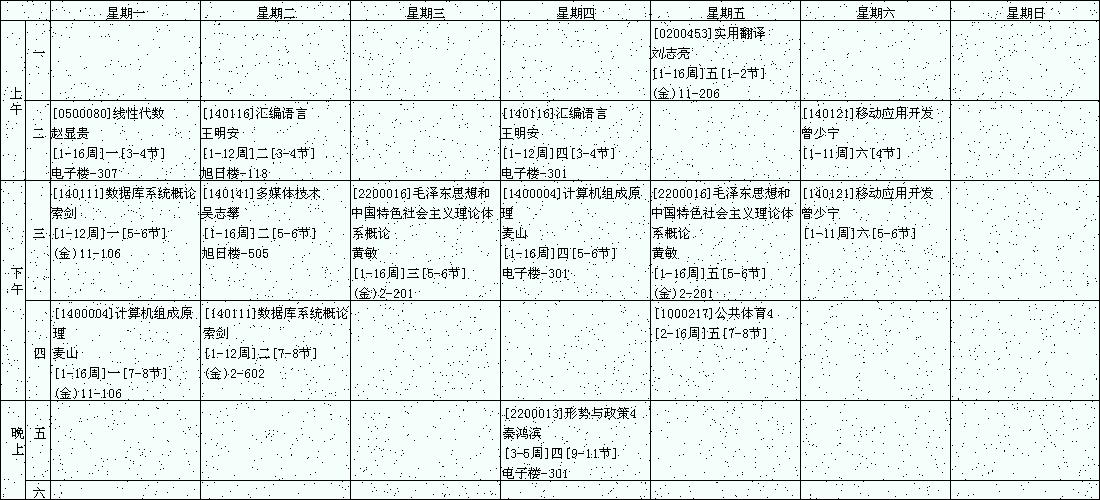 星期一 星期二 星期三 星期四 星期五 星期六 星期日
上午
一
[0200453]实用翻译
刘志亮
[1-16周]五[1-2节]
(金)11-206
二
[0500080]线性代数
赵显贵
[1-16周]一[3-4节]
电子楼-307
[140116]汇编语言
王明安
[1-12周]二[3-4节]
旭日楼-118
[140116]汇编语言
王明安
[1-12周]四[3-4节]
电子楼-301
[140121]移动应用开发
曾少宁
[1-11周]六[4节]
下午
三
[140111]数据库系统概论
索剑
[1-12周]一[5-6节]
(金)11-106
[140141]多媒体技术
吴志攀
[1-16周]二[5-6节]
旭日楼-505
[2200016]毛泽东思想和
中国特色社会主义理论体
系概论
黄敏
[1-16周]三[5-6节]
(金)2-201
[1400004]计算机组成原
理
麦山
[1-16周]四[5-6节]
电子楼-301
[2200016]毛泽东思想和
中国特色社会主义理论体
系概论
黄敏
[1-16周]五[5-6节]
(金)2-201
[140121]移动应用开发
曾少宁
[1-11周]六[5-6节]
四
[1400004]计算机组成原
理
麦山
[1-16周]一[7-8节]
(金)11-106
[140111]数据库系统概论
索剑
[1-12周]二[7-8节]
(金)2-602
[1000217]公共体育4
[2-16周]五[7-8节]
晚上
五
[2200013]形势与政策4
秦鸿滨
[3-5周]四[9-11节]
电子楼-301
六